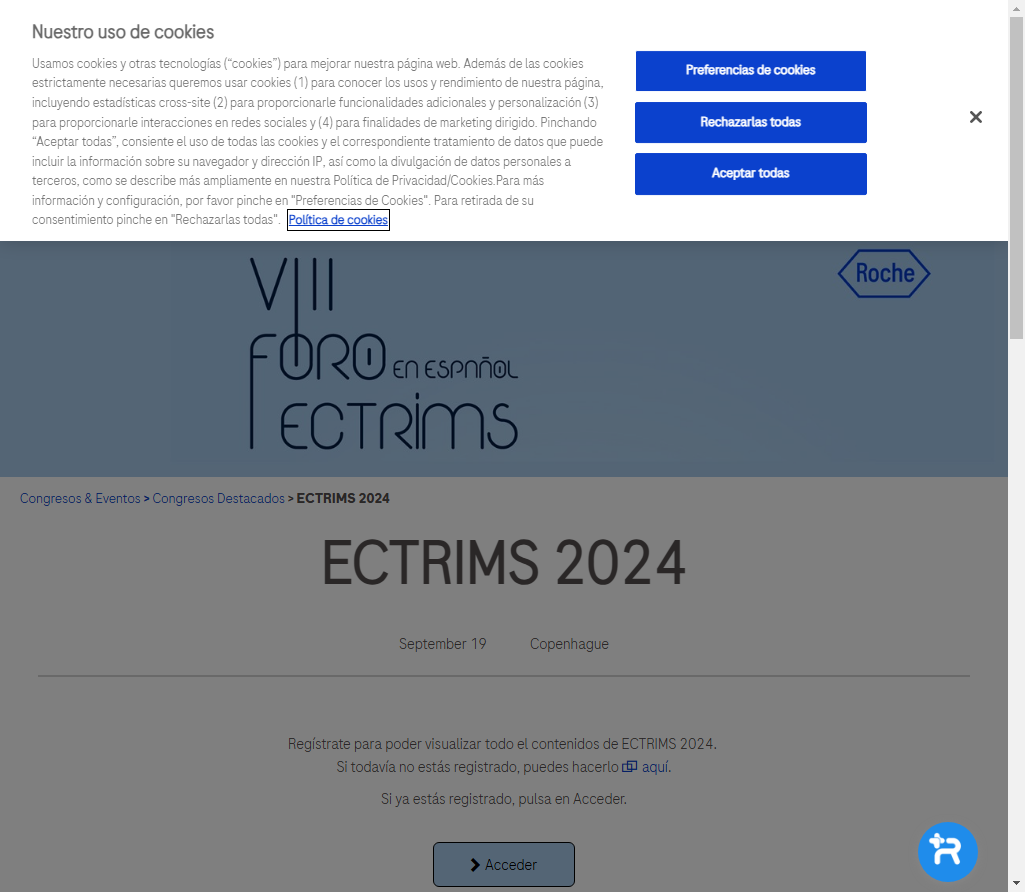 Nuestro uso de cookies
Usamos cookies y otras tecnologías (“cookies”) para mejorar nuestra página web. Además de las cookies
estrictamente necesarias queremos usar cookies (1) para conocer los usos y rendimiento de nuestra página,
incluyendo estadísticas cross-site (2) para proporcionarle funcionalidades adicionales y personalización (3)
para proporcionarle interacciones en redes sociales y (4) para finalidades de marketing dirigido. Pinchando
“Aceptar todas”, consiente el uso de todas las cookies y el correspondiente tratamiento de datos que puede
incluir la información sobre su navegador y dirección IP, así como la divulgación de datos personales a
terceros, como se describe más ampliamente en nuestra Política de Privacidad/Cookies.Para más
información y configuración, por favor pinche en "Preferencias de Cookies". Para retirada de su
consentimiento pinche en "Rechazarlas todas". Política de cookies
Preferencias de cookies
Rechazarlas todas
Aceptar todas
VIII
FORO EN ESPAÑOL
ECTRIMS
Roche
Congresos & Eventos > Congresos Destacados > ECTRIMS 2024
ECTRIMS 2024
September 19 Copenhague
Regístrate para poder visualizar todo el contenidos de ECTRIMS 2024.
Si todavía no estás registrado, puedes hacerlo aquí.
Si ya estás registrado, pulsa en Acceder.
Acceder